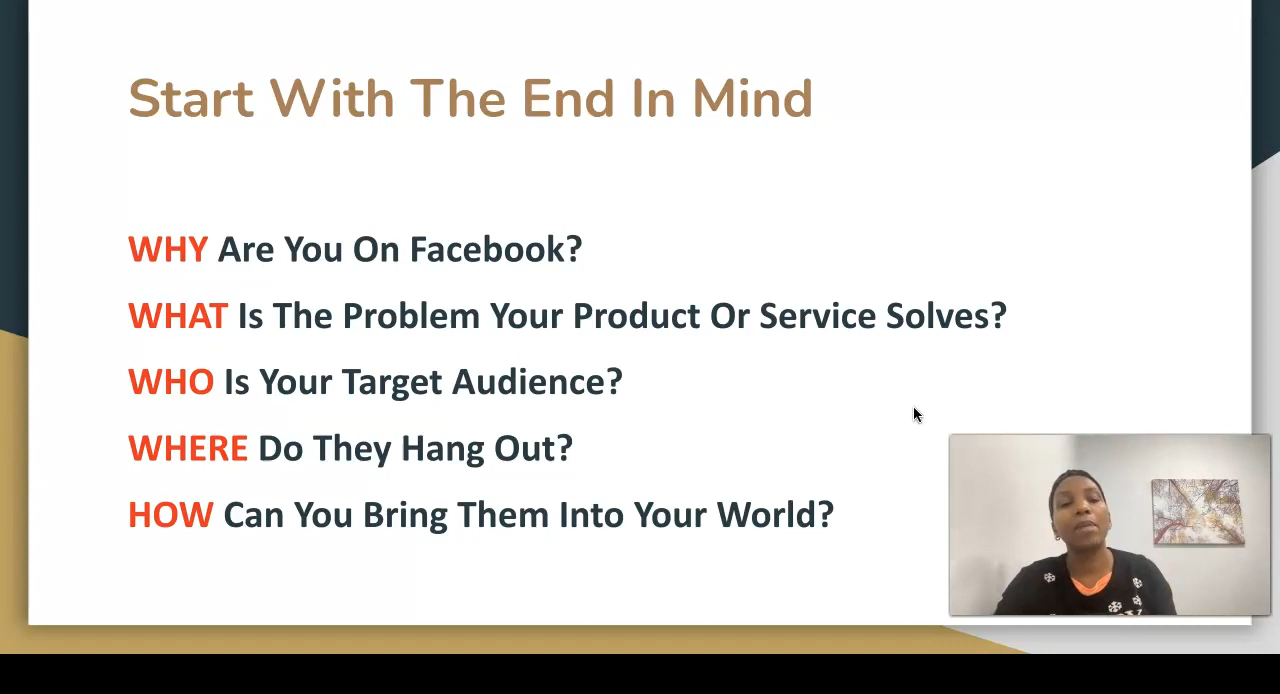 Start With The End In Mind
WHY Are You On Facebook?
WHAT Is The Problem Your Product Or Service Solves?
WHO Is Your Target Audience?
WHERE Do They Hang Out?
HOW Can You Bring Them Into Your World?